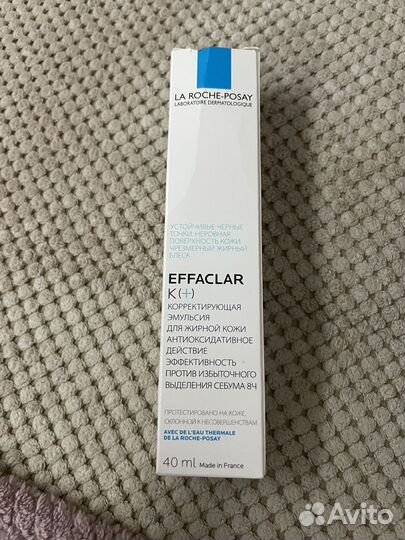 LA ROCHE-POSAY
LABORATOIRE DERMATOLOGIQUE
УСТОЙЧИВЫЕ ЧЕРНЫЕ
ТОЧКИ, НЕРОВНАЯ
ПОВЕРХНОСТЬ КОЖИ,
ЧРЕЗМЕРНЫЙ ЖИРНЫЙ
БЛЕСК
EFFACLAR
K(+)
КОРРЕКТИРУЮЩАЯ
ЭМУЛЬСИЯ
ДЛЯ ЖИРНОЙ КОЖИ
АНТИОКСИДАТИВНОЕ
ДЕЙСТВИЕ
ЭФФЕКТИВНОСТЬ
ПРОТИВ ИЗБЫТОЧНОГО
ВЫДЕЛЕНИЯ СЕБУМА 8Ч
ПРОТЕСТИРОВАНО НА КОЖЕ,
СКЛОННОЙ К НЕСОВЕРШЕНСТВАМ
AVEC DE L'EAU THERMALE
DE LA ROCHE-POSAY
40 ml Made in France
Avito